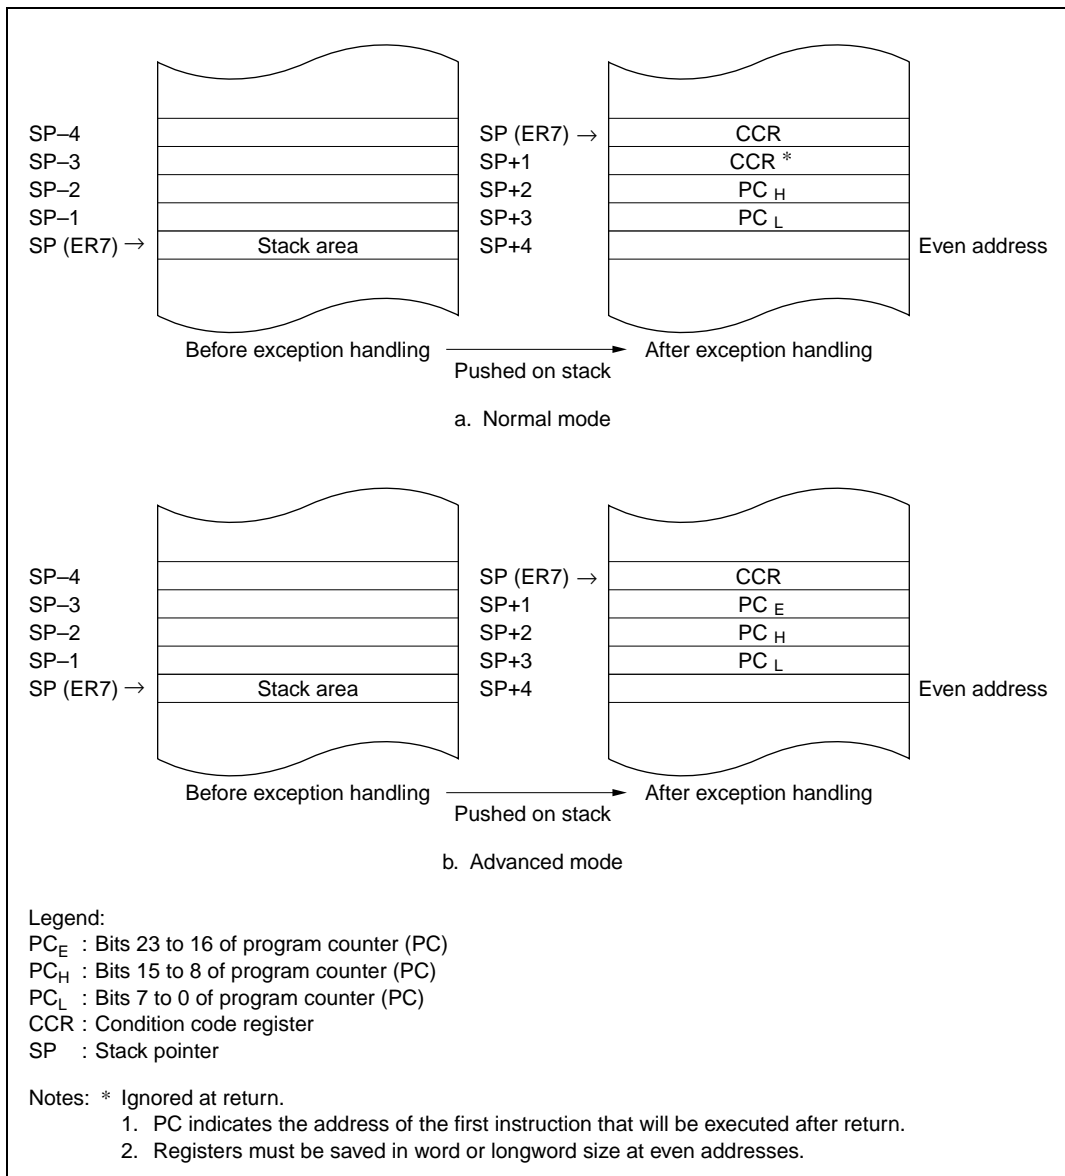 SP–4 SP (ER7) → CCR
SP–3 SP+1 CCR *
SP–2 SP+2 PC H
SP–1 SP+3 PC L
SP (ER7) → Stack area SP+4 Even address
Before exception handling After exception handling
Pushed on stack
a. Normal mode
SP–4 SP (ER7) → CCR
SP–3 SP+1 PC E
SP–2 SP+2 PC H
SP–1 SP+3 PC L
SP (ER7) → Stack area SP+4 Even address
Before exception handling After exception handling
Pushed on stack
b. Advanced mode
Legend:
PCE : Bits 23 to 16 of program counter (PC)
PCH : Bits 15 to 8 of program counter (PC)
PCL : Bits 7 to 0 of program counter (PC)
CCR : Condition code register
SP : Stack pointer
Notes: * Ignored at return.
1. PC indicates the address of the first instruction that will be executed after return.
2. Registers must be saved in word or longword size at even addresses.